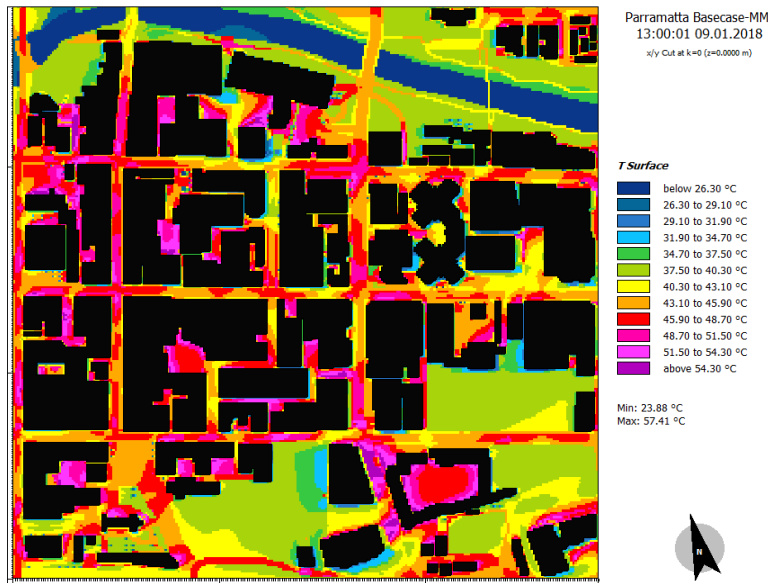 Parramatta Basecase-MM
13:00:01 09.01.2018
x/y Cut at k=0 (z=0.0000 m)
T Surface
below 26.30 °C
26.30 to 29.10 °C
29.10 to 31.90 °C
31.90 to 34.70 °C
34.70 to 37.50 °C
37.50 to 40.30 °C
40.30 to 43.10 °C
43.10 to 45.90 °C
45.90 to 48.70 °C
48.70 to 51.50 °C
51.50 to 54.30 °C
above 54.30 °C
Min: 23.88 °C
Max: 57.41 °C
N